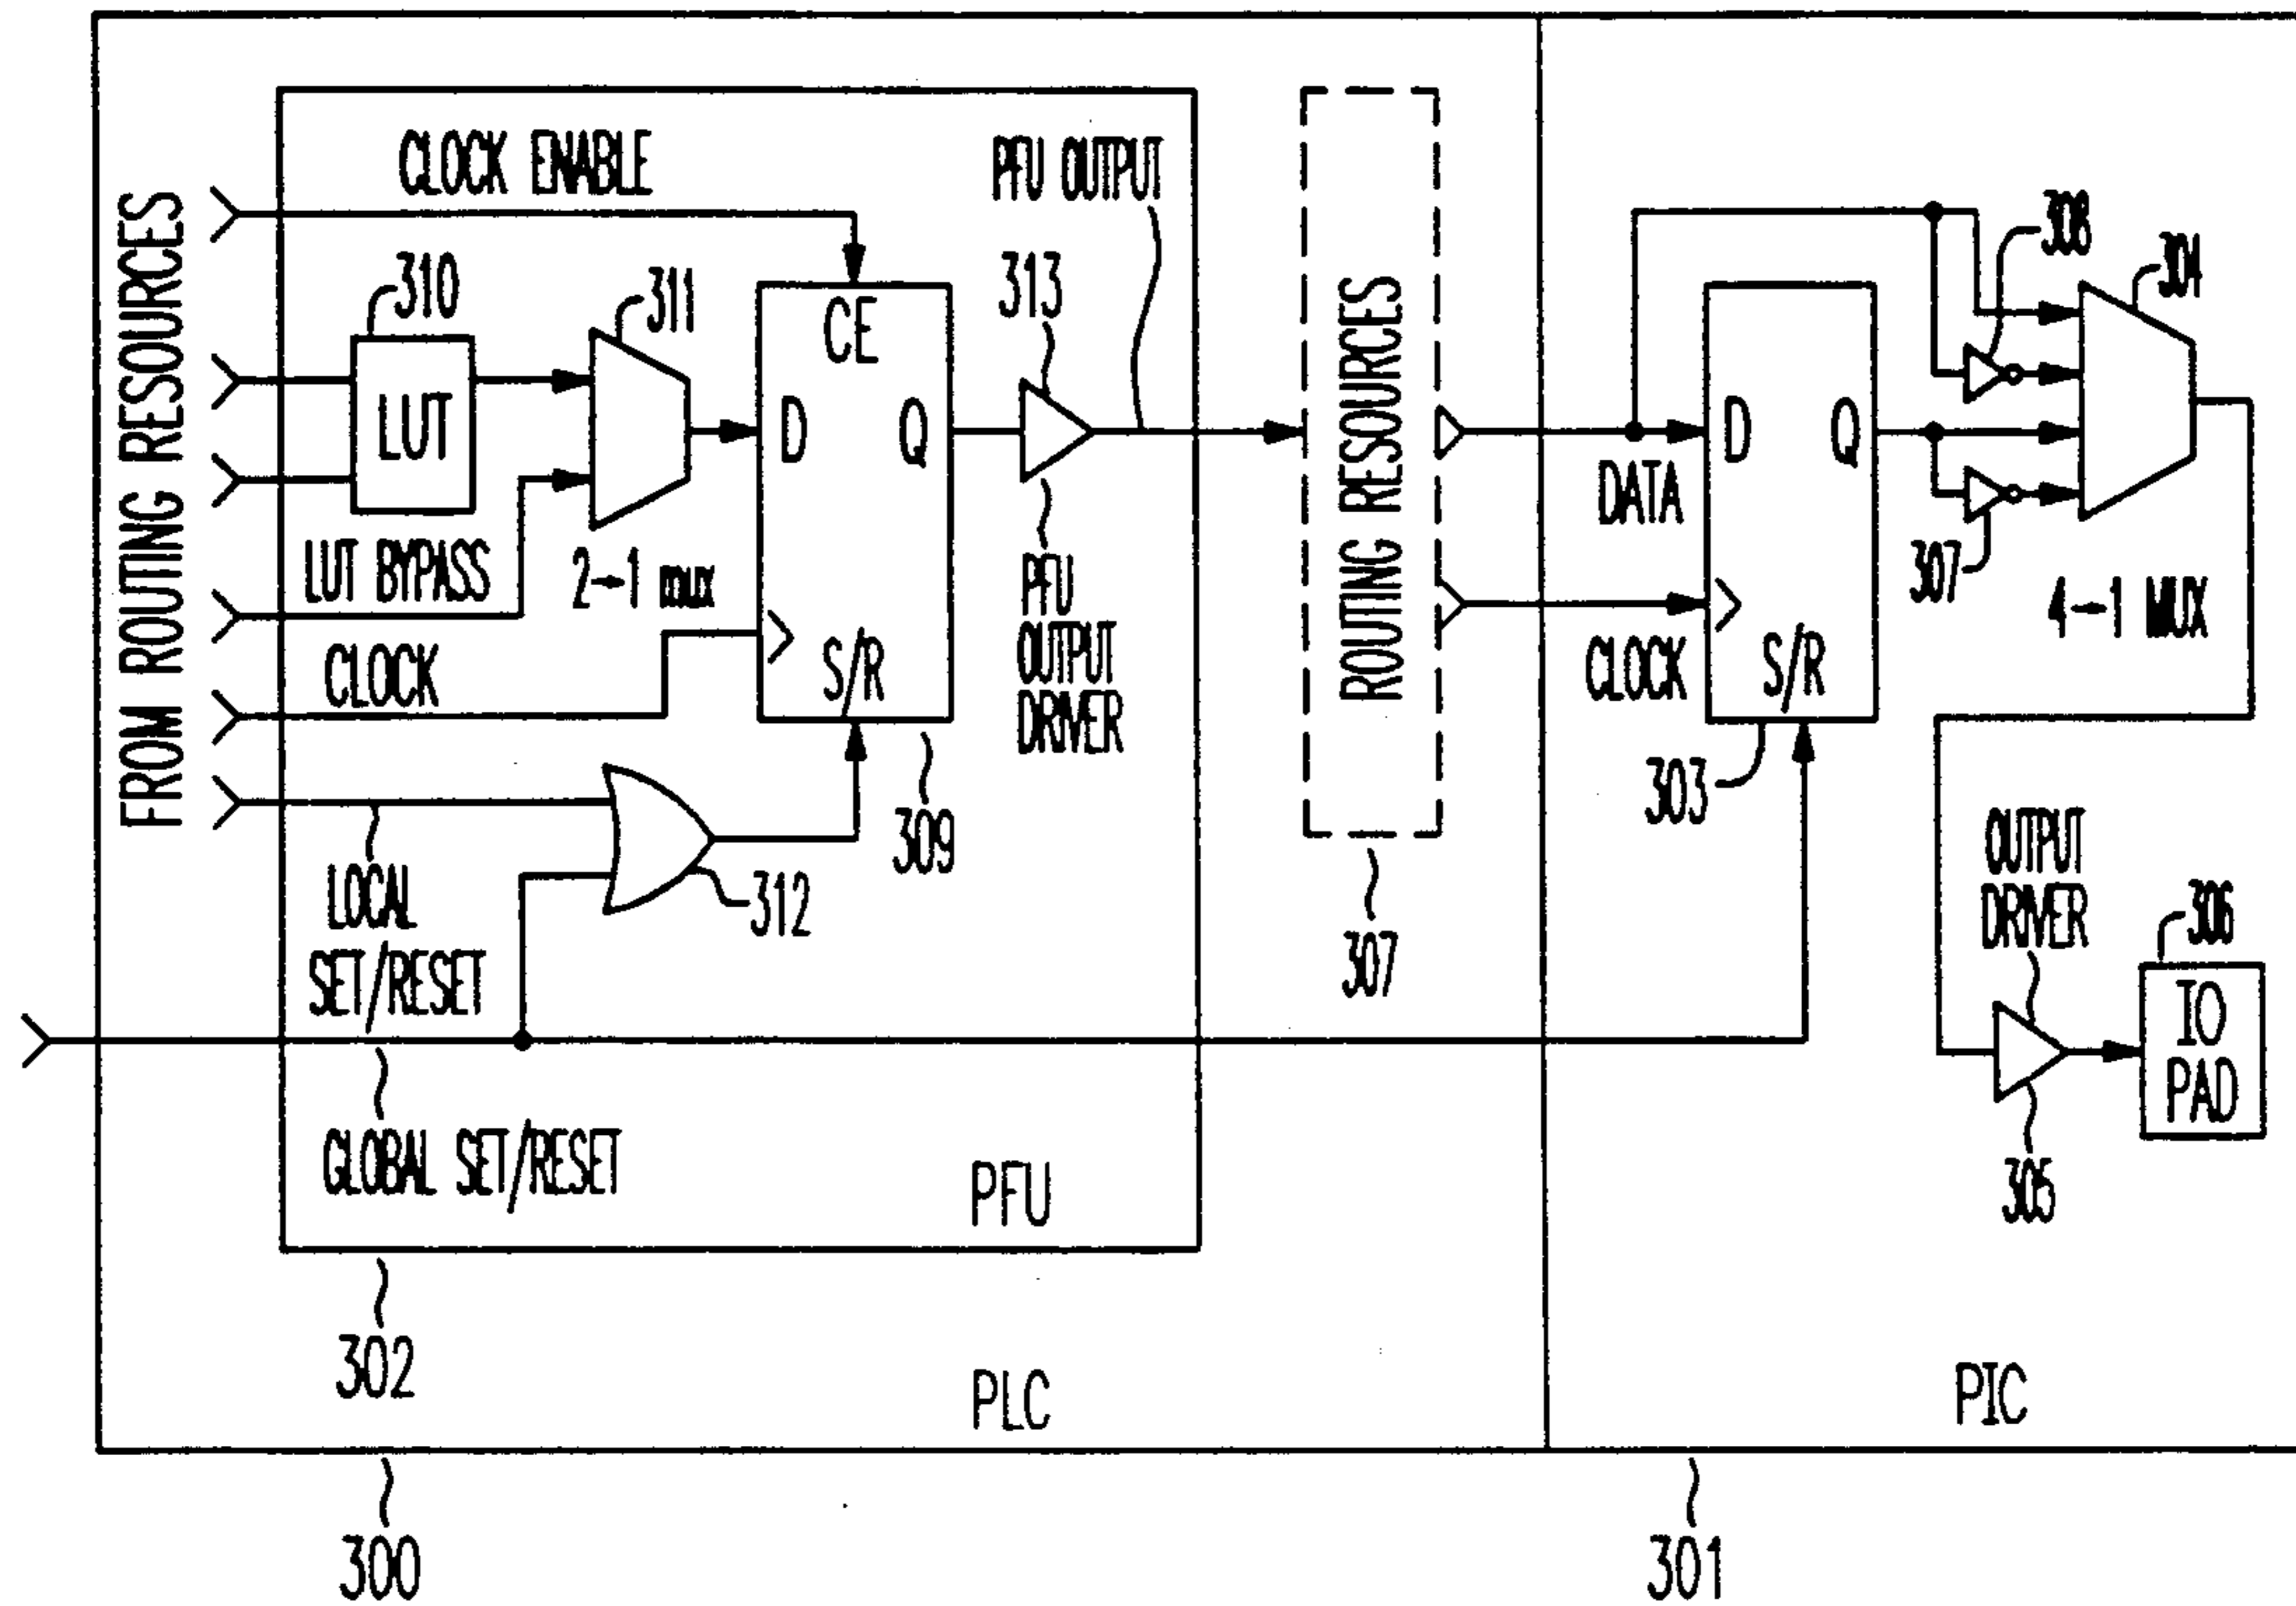 FROM ROUTING RESOURCES
CLOCK ENABLE
310
LUT
LUT BYPASS
311
2→1 mux
CLOCK
CE
D
Q
S/R
309
LOCAL
SET/RESET
312
GLOBAL SET/RESET
PFU OUTPUT
313
PFU
OUTPUT
DRIVER
PFU
302
PLC
300
ROUTING RESOURCES
307
DATA
CLOCK
D
Q
S/R
303
308
304
307
4→1 MUX
OUTPUT
DRIVER
305
306
IO
PAD
PIC
301